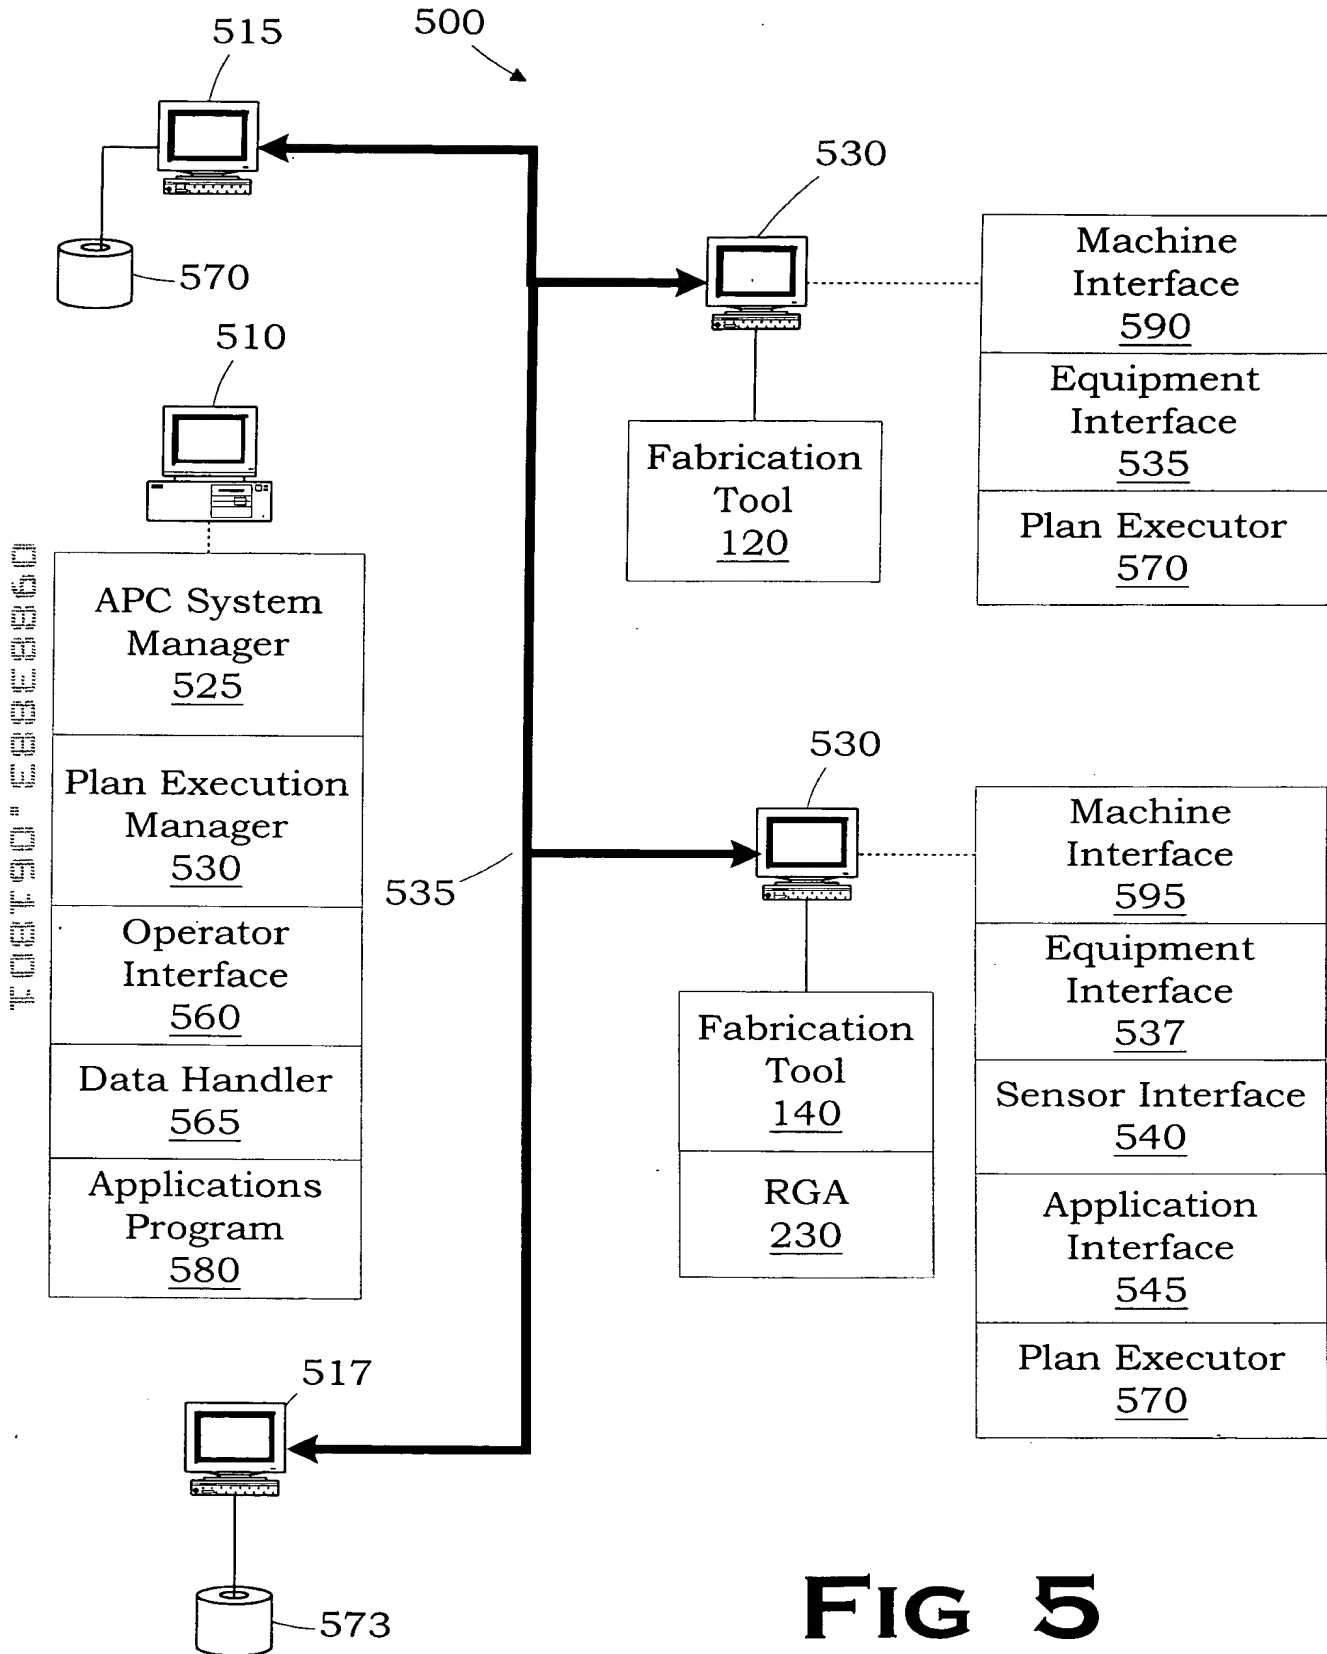 515
500
530
570
510
Machine
Interface
590
Equipment
Interface
535
Plan Executor
570
Fabrication
Tool
120
APC System
Manager
525
Plan Execution
Manager
530
Operator
Interface
560
Data Handler
565
Applications
Program
580
535
530
Machine
Interface
595
Equipment
Interface
537
Sensor Interface
540
Application
Interface
545
Plan Executor
570
Fabrication
Tool
140
RGA
230
517
573
FIG 5